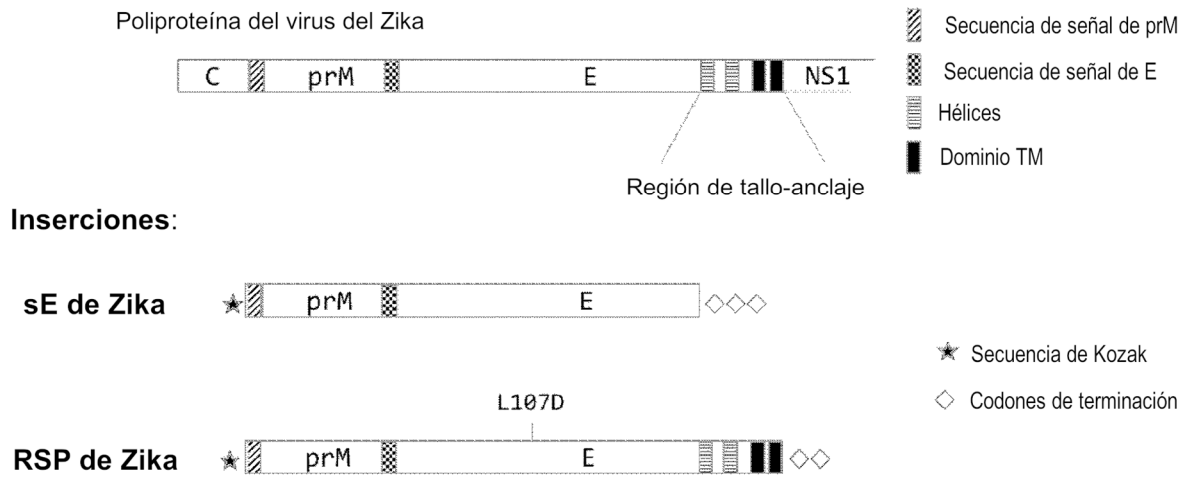 Poliproteína del virus del Zika
C prM E NS1
Región de tallo-anclaje
Secuencia de señal de prM
Secuencia de señal de E
Hélices
Dominio TM
Inserciones:
sE de Zika prM E
Secuencia de Kozak
Codones de terminación
L107D
RSP de Zika prM E